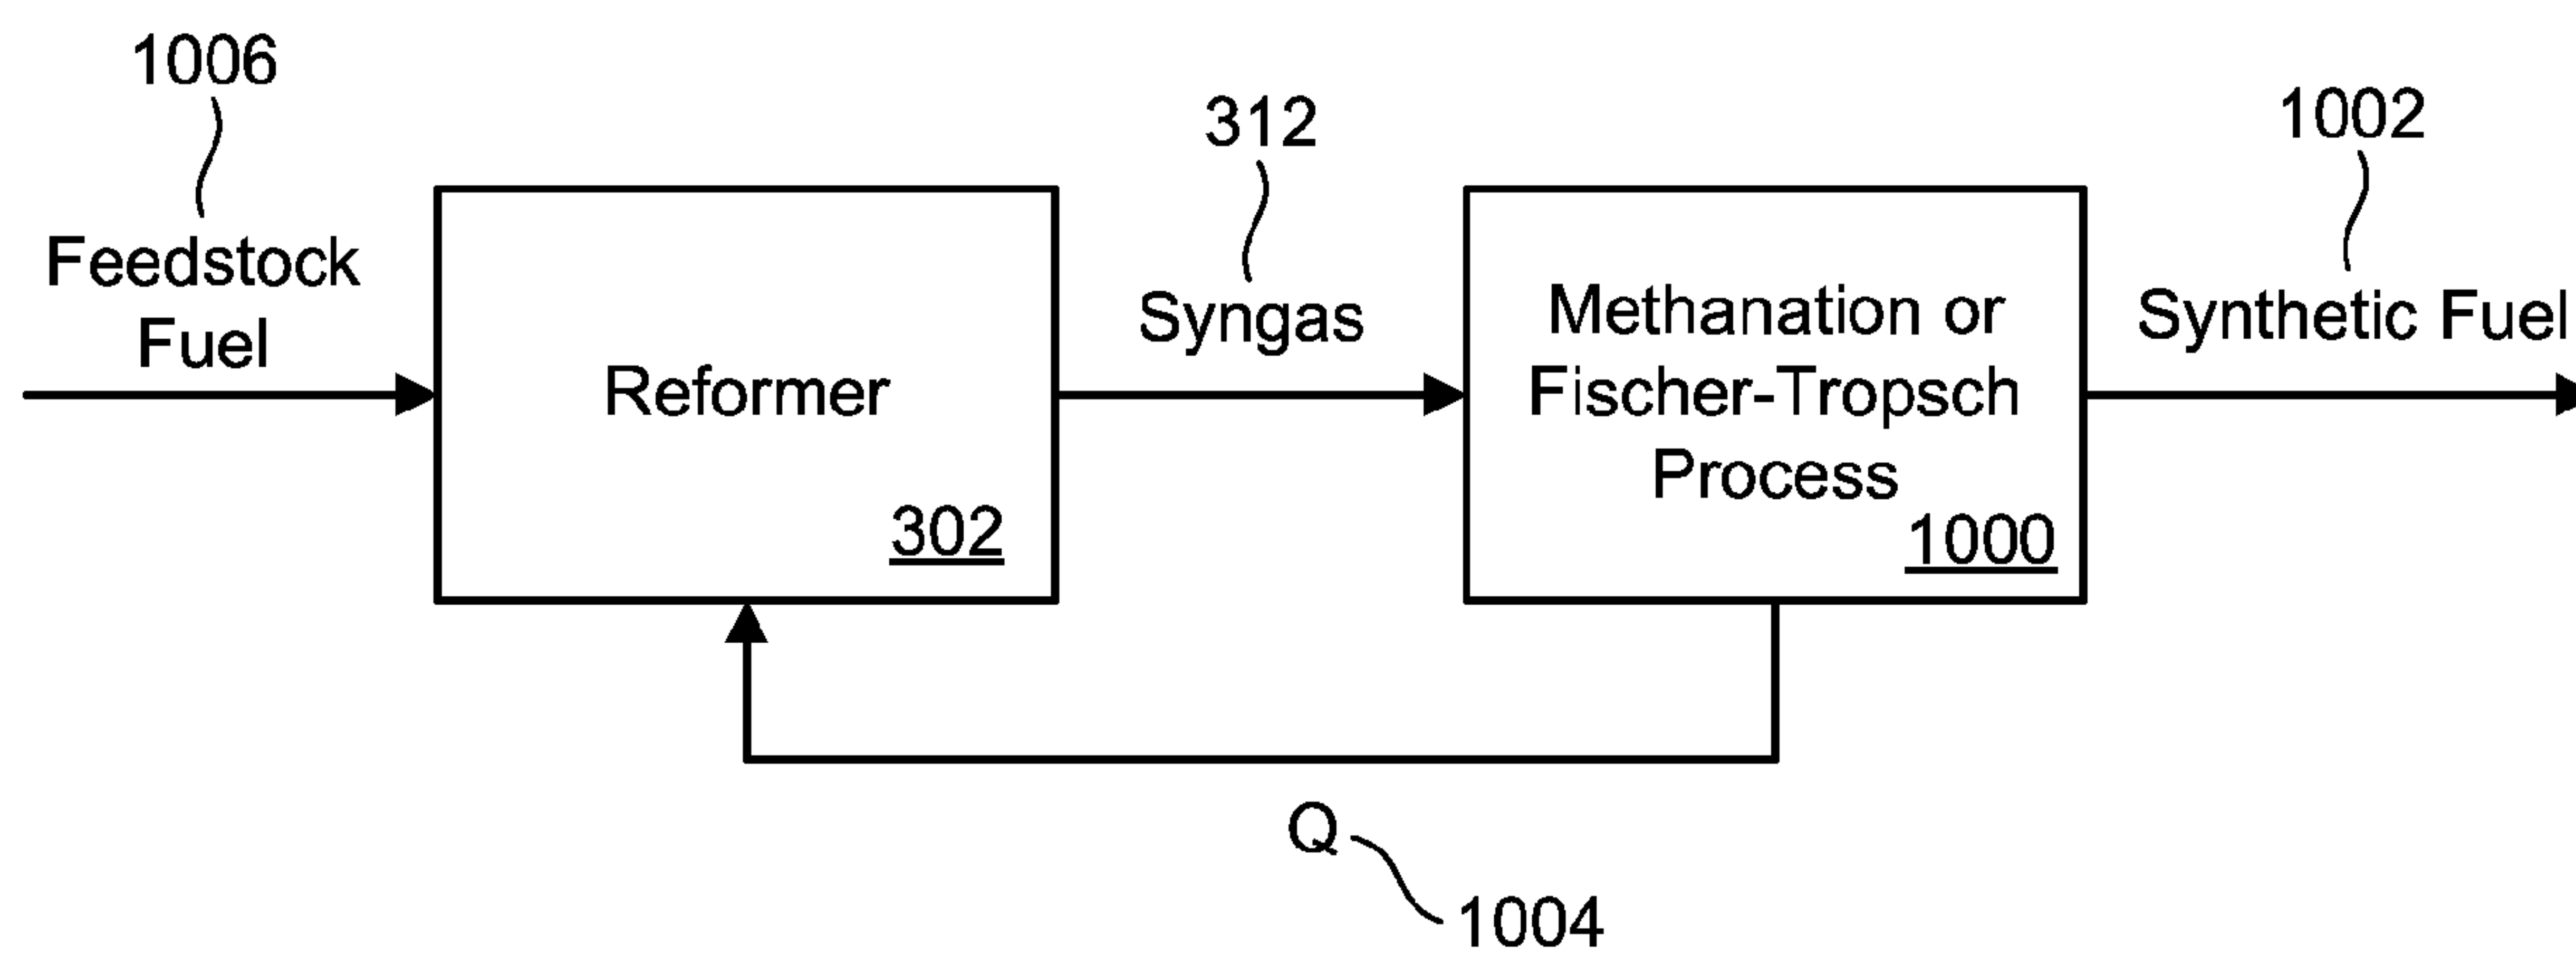 1006
Feedstock
Fuel
Reformer
302
312
Syngas
Methanation or
Fischer-Tropsch
Process
1000
1002
Synthetic Fuel
Q
1004